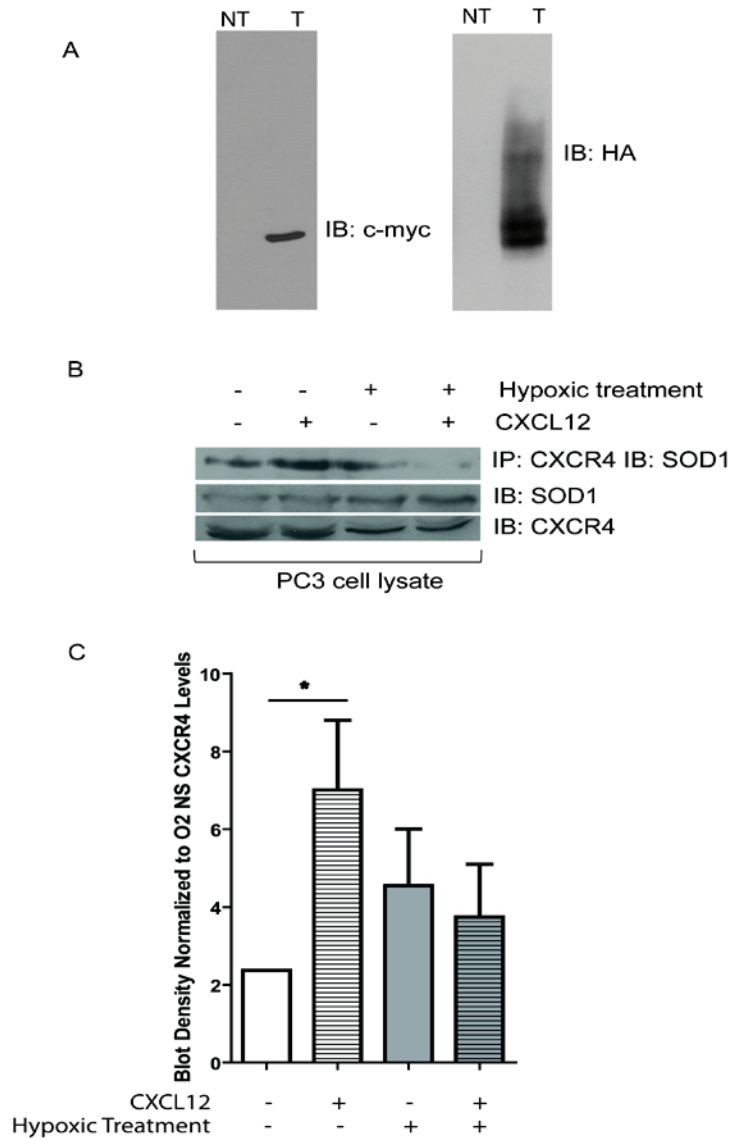 A
NT T
IB: c-myc
NT T
IB: HA
B
- - + + Hypoxic treatment
- + - + CXCL12
IP: CXCR4 IB: SOD1
IB: SOD1
IB: CXCR4
PC3 cell lysate
C
Blot Density Normalized to O2 NS CXCR4 Levels
10
8
6
4
2
0
*
CXCL12 - + - +
Hypoxic Treatment - - + +